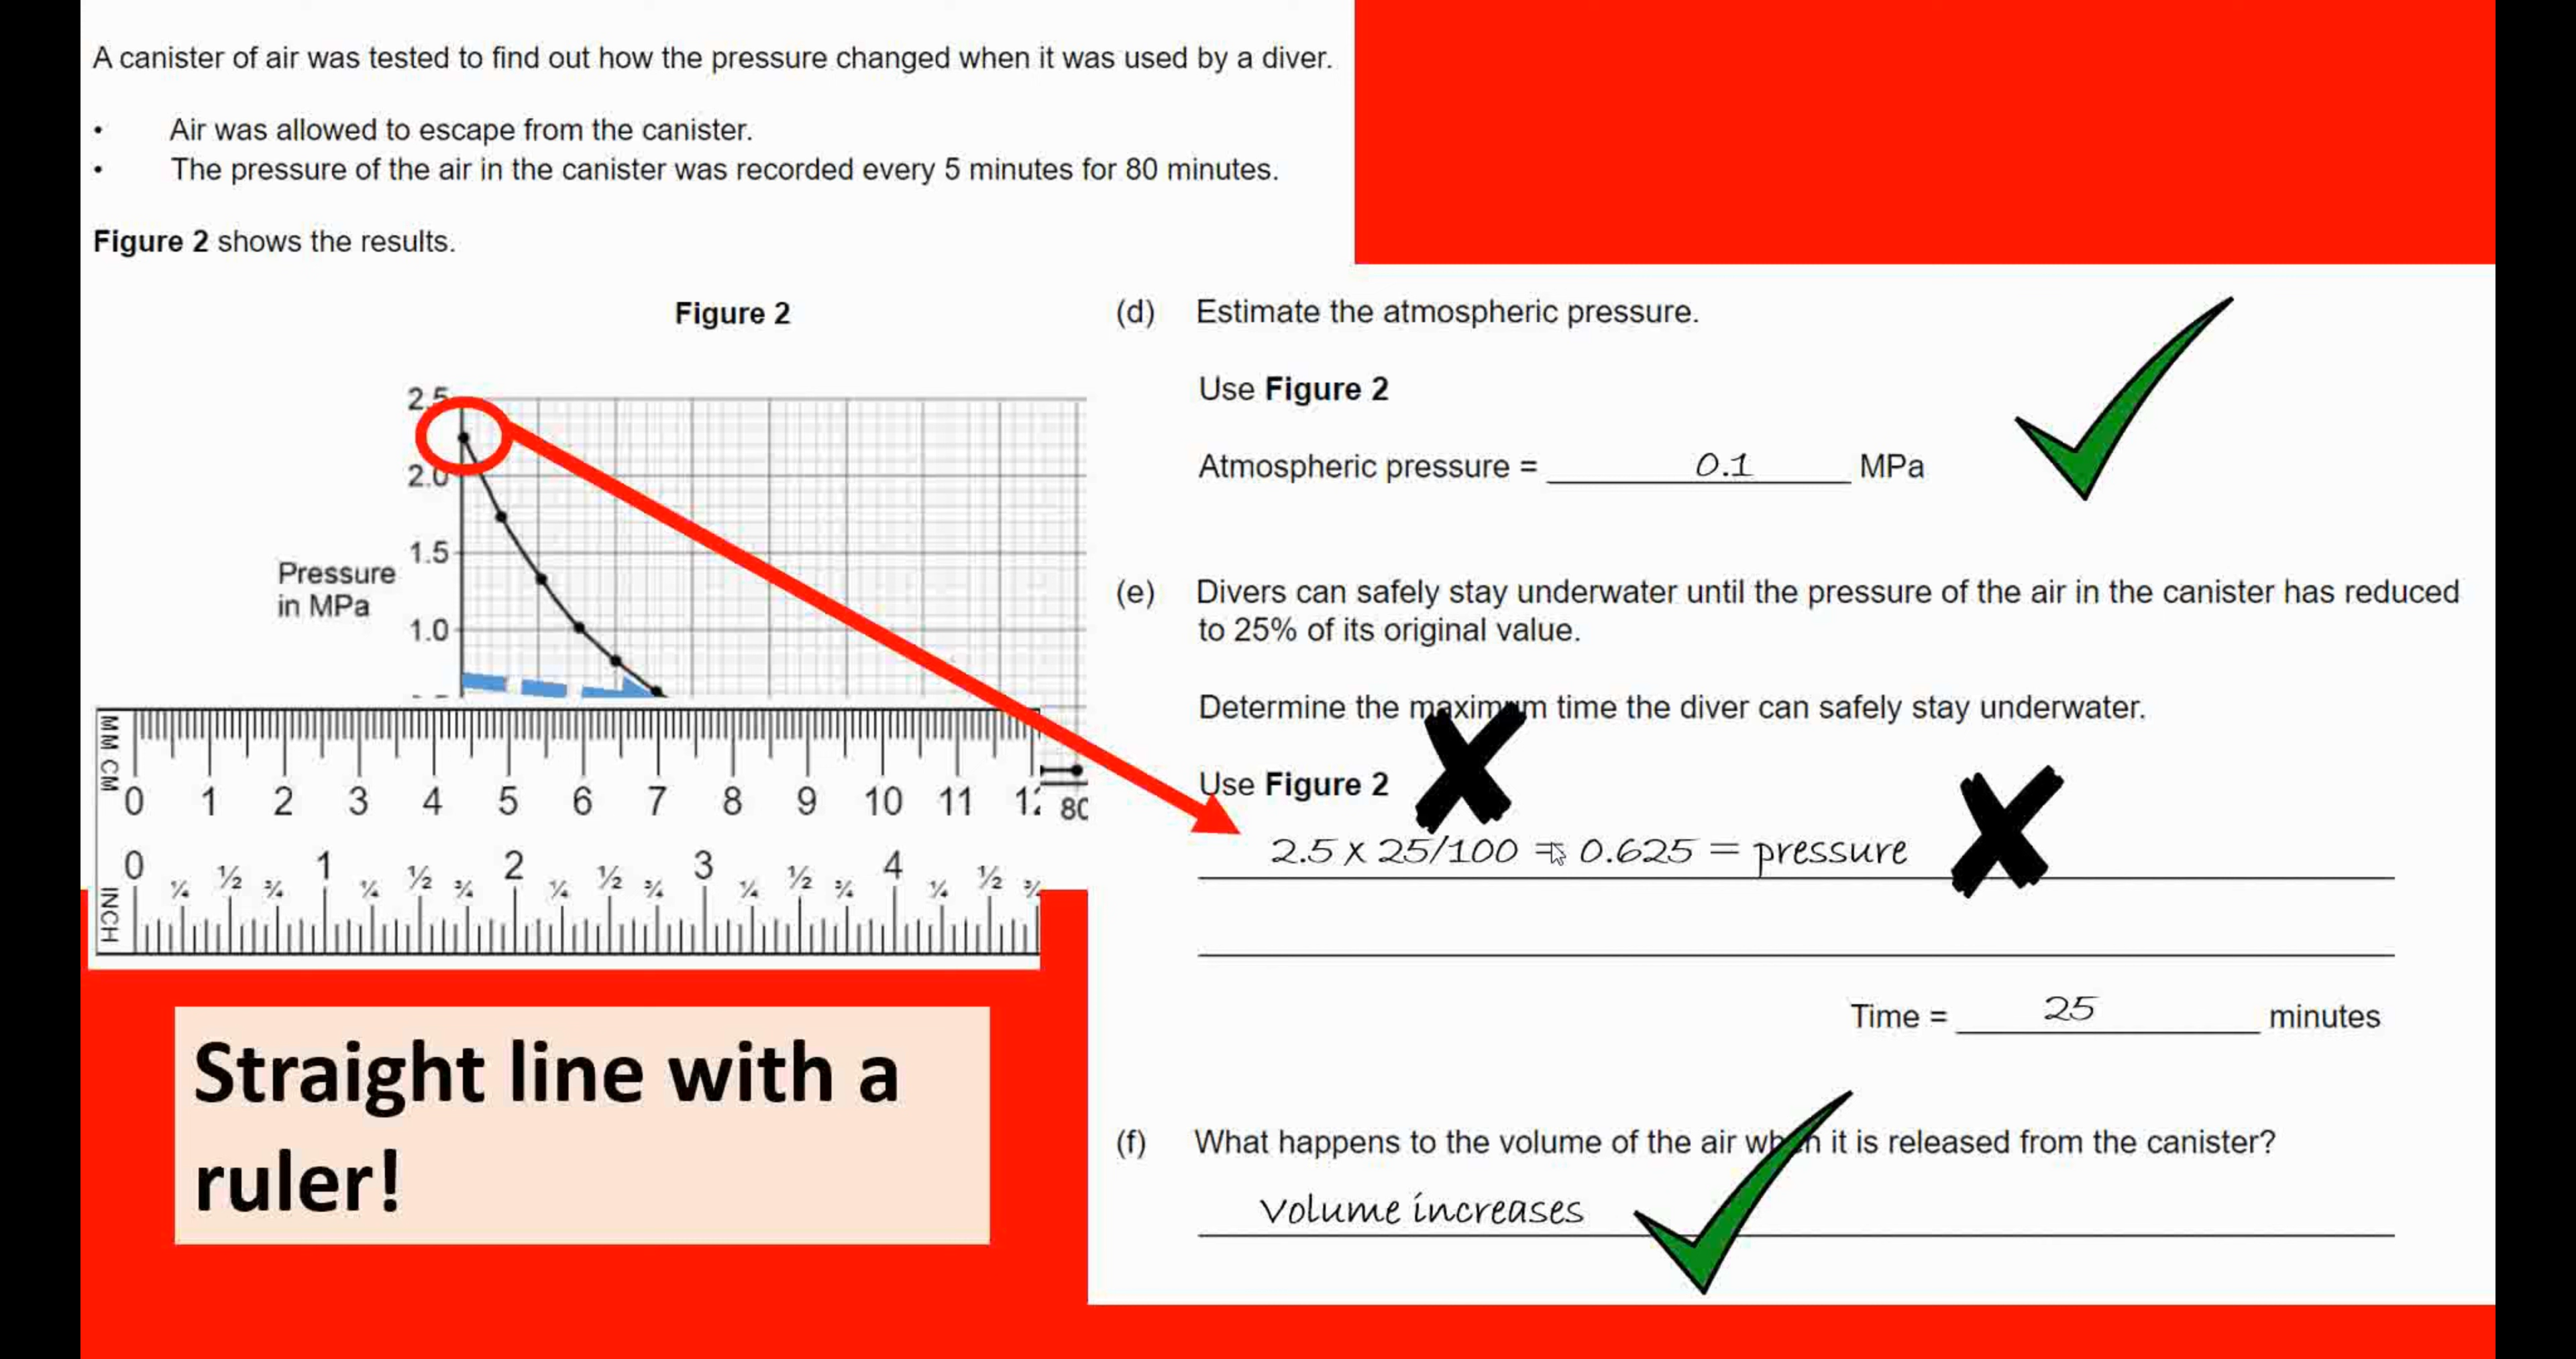 A canister of air was tested to find out how the pressure changed when it was used by a diver.
• Air was allowed to escape from the canister.
• The pressure of the air in the canister was recorded every 5 minutes for 80 minutes.
Figure 2 shows the results.
Figure 2
2.5
2.0
1.5
1.0
Pressure
in MPa
MM CM
0 1 2 3 4 5 6 7 8 9 10 11
80
0 ¼ ½ ¾ 1 ¼ ½ ¾ 2 ¼ ½ ¾ 3 ¼ ½ ¾ 4 ¼ ½ ¾
INCH
Straight line with a
ruler!
(d) Estimate the atmospheric pressure.
Use Figure 2
Atmospheric pressure = 0.1 MPa
(e) Divers can safely stay underwater until the pressure of the air in the canister has reduced
to 25% of its original value.
Determine the maximum time the diver can safely stay underwater.
Use Figure 2
2.5 x 25/100 = 0.625 = pressure
Time = 25 minutes
(f) What happens to the volume of the air when it is released from the canister?
Volume increases